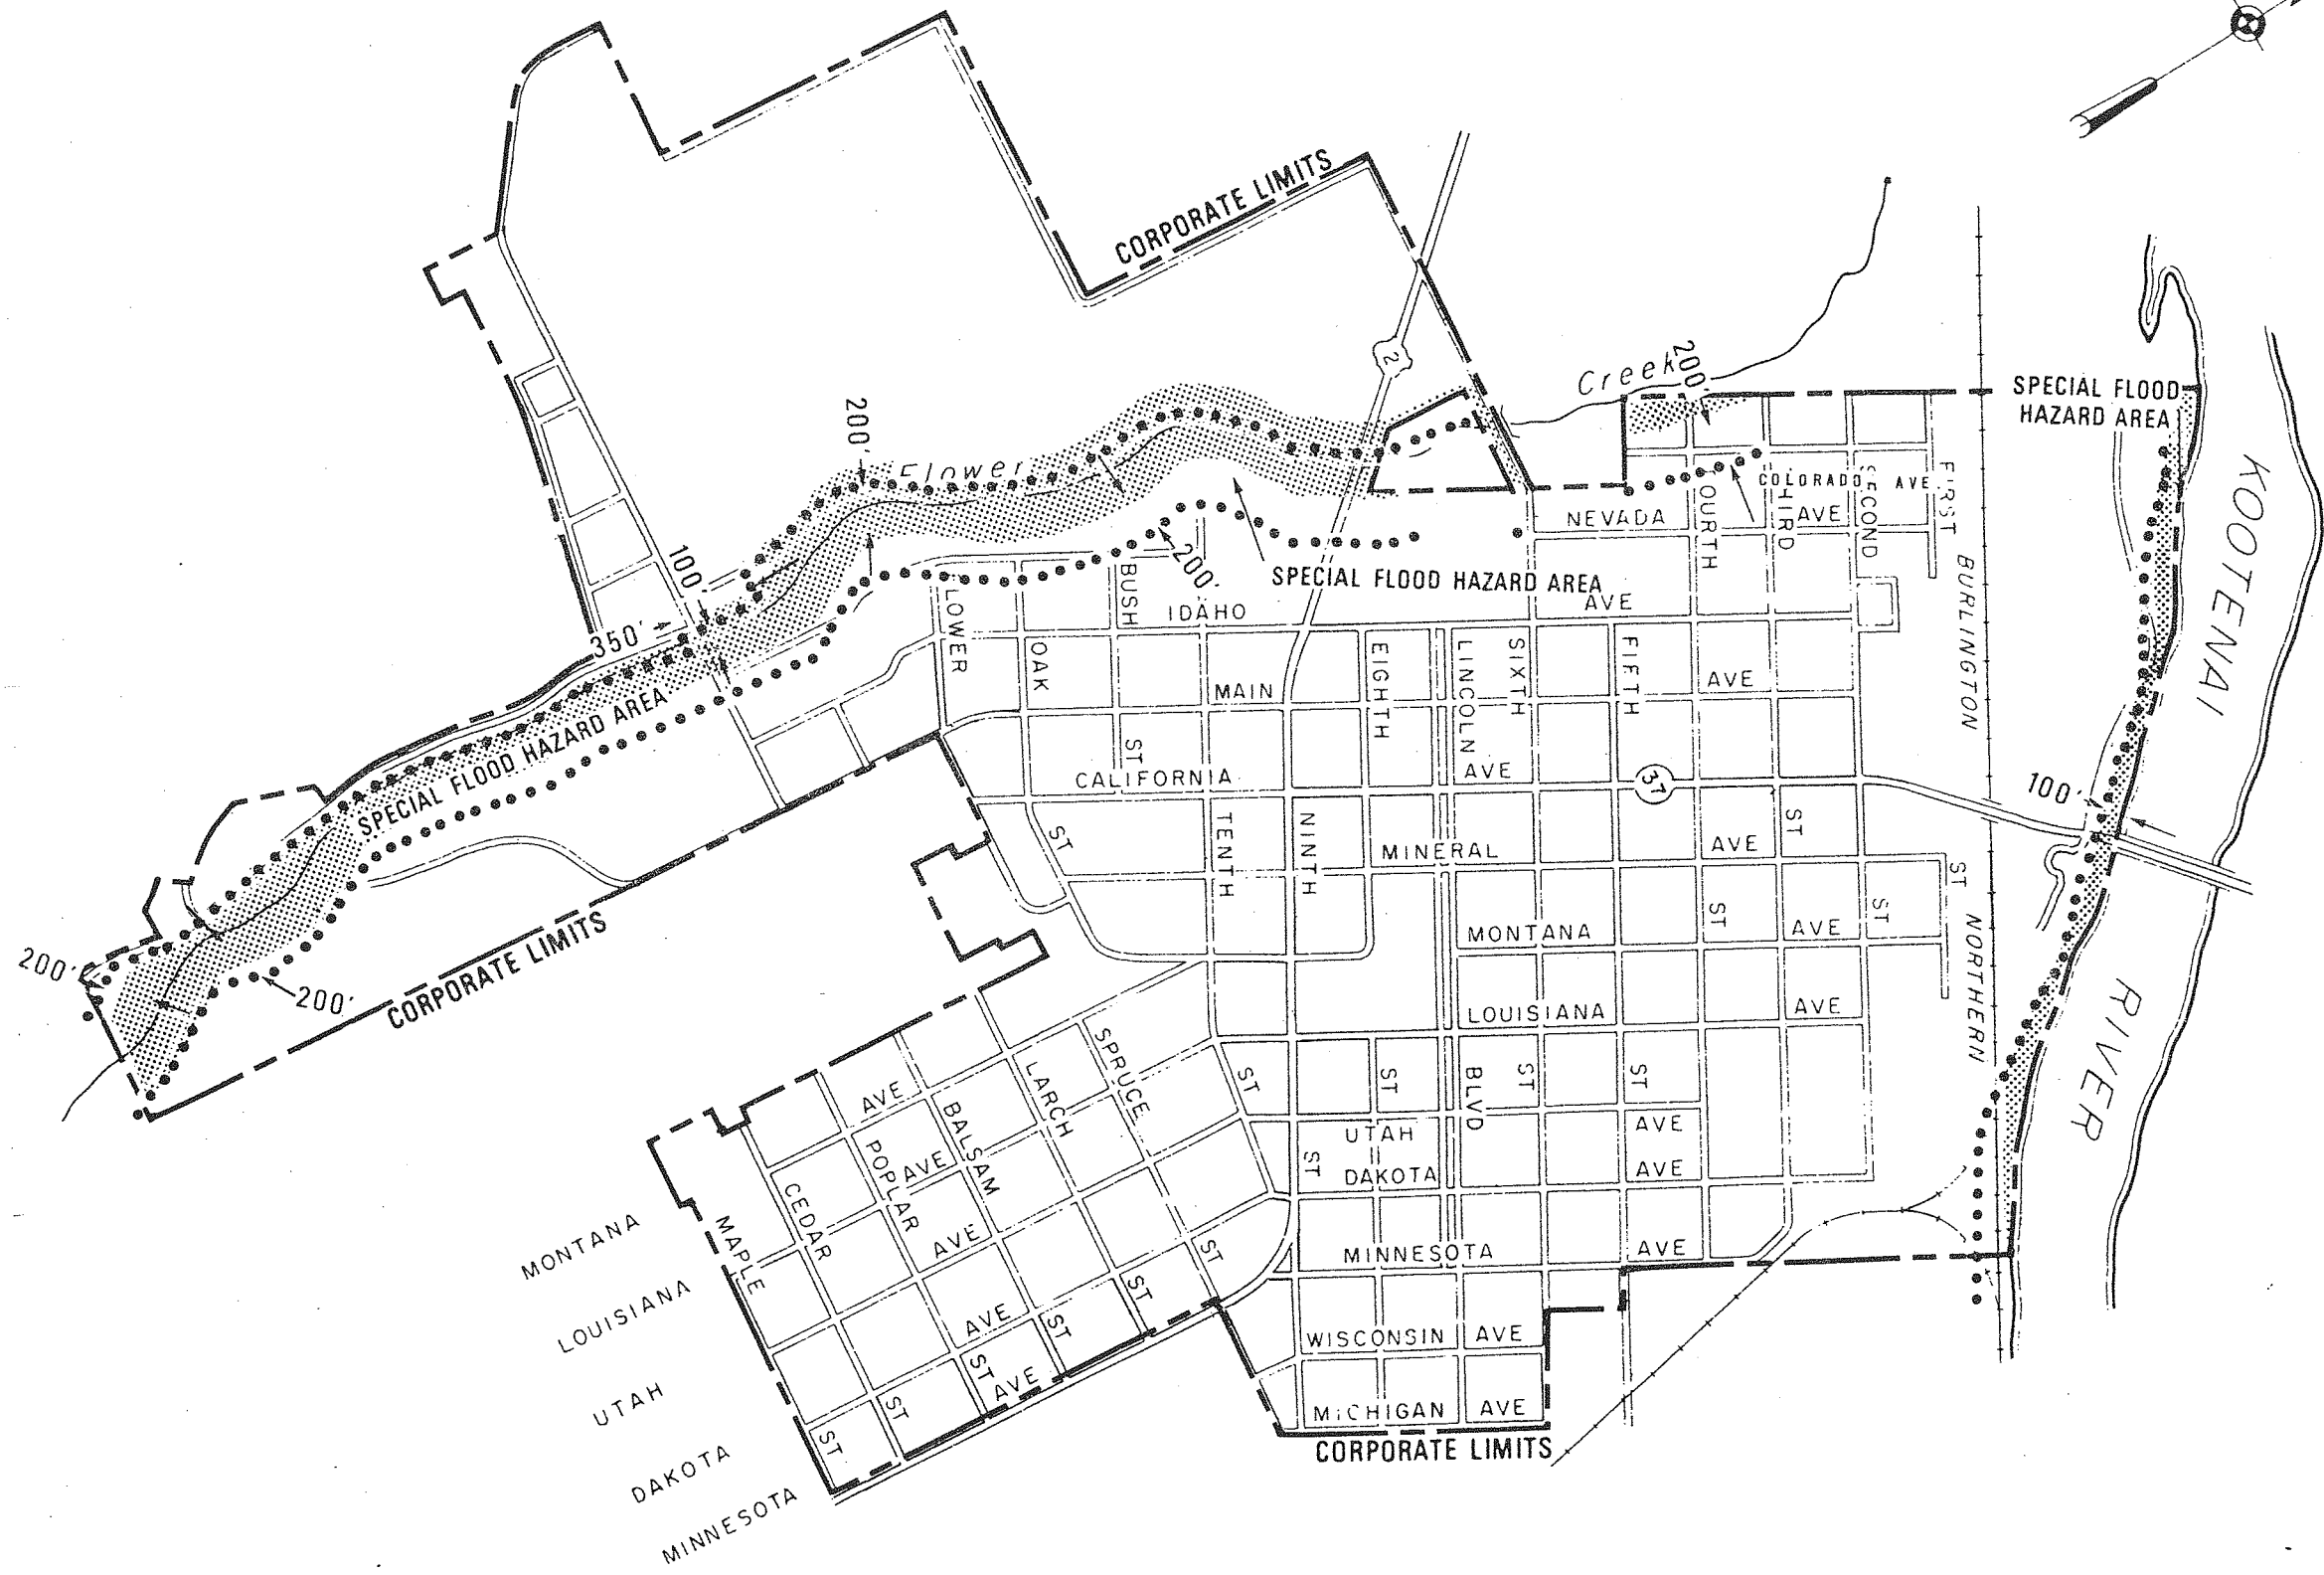 CORPORATE LIMITS
2
Creek
200'
SPECIAL FLOOD
HAZARD AREA
KOOTENAI
RIVER
200'
Flower
COLORADO AVE
NEVADA AVE
FOURTH
THIRD
SECOND
FIRST
100'
200'
SPECIAL FLOOD HAZARD AREA
BUSH
IDAHO AVE
BURLINGTON
350'
LOWER
OAK
EIGHTH
LINCOLN
SIXTH
FIFTH
MAIN AVE
SPECIAL FLOOD HAZARD AREA
ST
CALIFORNIA AVE
37
100'
ST
TENTH
NINTH
MINERAL AVE
ST
ST
ST
ST
MONTANA AVE
NORTHERN
200'
200'
CORPORATE LIMITS
LOUISIANA AVE
SPRUCE
LARCH
ST
ST
BLVD
ST
ST
AVE
BALSAM
UTAH AVE
ST
DAKOTA AVE
POPLAR
AVE
CEDAR
MAPLE
AVE
ST
MINNESOTA AVE
MONTANA
LOUISIANA
ST
AVE
ST
WISCONSIN AVE
ST
AVE
UTAH
ST
MICHIGAN AVE
ST
CORPORATE LIMITS
DAKOTA
MINNESOTA